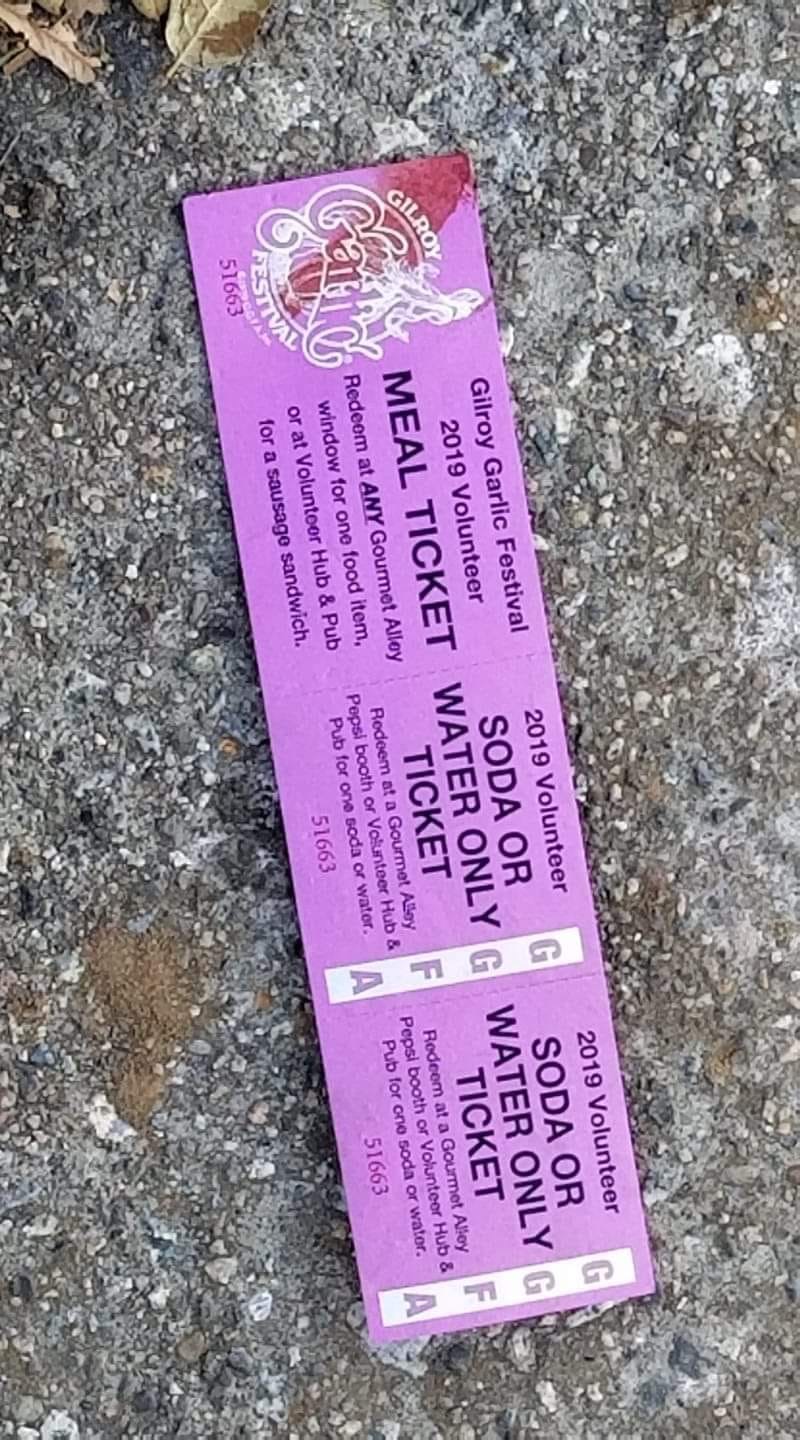 GILROY
Garlic
FESTIVAL
51663
Gilroy Garlic Festival
2019 Volunteer
MEAL TICKET
Redeem at ANY Gourmet Alley
window for one food item,
or at Volunteer Hub & Pub
for a sausage sandwich.
2019 Volunteer
SODA OR
WATER ONLY
TICKET
Redeem at a Gourmet Alley
Pepsi booth or Volunteer Hub &
Pub for one soda or water.
51663
G
G
F
A
2019 Volunteer
SODA OR
WATER ONLY
TICKET
Redeem at a Gourmet Alley
Pepsi booth or Volunteer Hub &
Pub for one soda or water.
51663
G
G
F
A